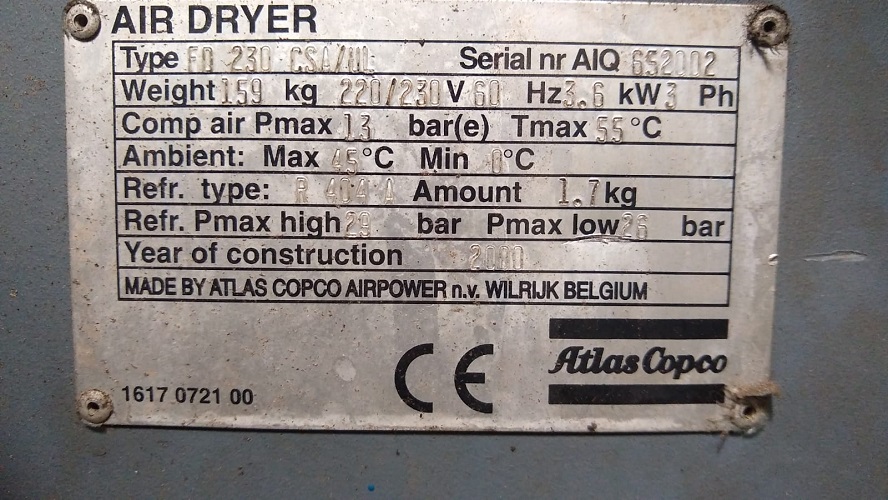 AIR DRYER
Type FD 230 CSA/UL Serial nr AIQ 652002
Weight 159 kg 220/230 V 60 Hz 3.6 kW 3 Ph
Comp air Pmax 13 bar(e) Tmax 55 °C
Ambient: Max 45 °C Min 0 °C
Refr. type: R 404 A Amount 1.7 kg
Refr. Pmax high 29 bar Pmax low 26 bar
Year of construction 2000
MADE BY ATLAS COPCO AIRPOWER n.v. WILRIJK BELGIUM
CE
Atlas Copco
1617 0721 00